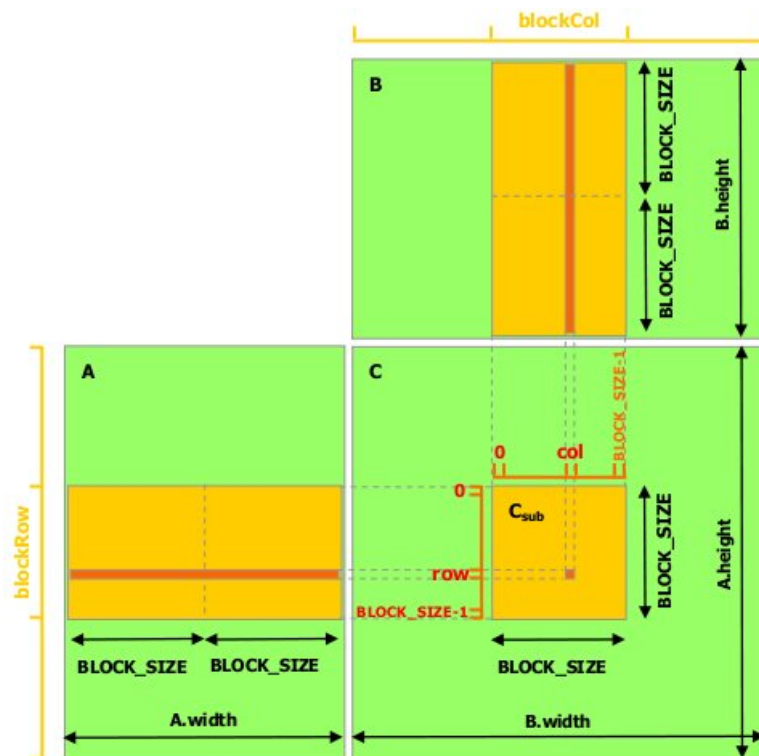 blockCol
B
BLOCK_SIZE
BLOCK_SIZE
B.height
A
C
BLOCK_SIZE-1
0
col
blockRow
0
C_sub
row
BLOCK_SIZE-1
BLOCK_SIZE
A.height
BLOCK_SIZE
BLOCK_SIZE
BLOCK_SIZE
A.width
B.width